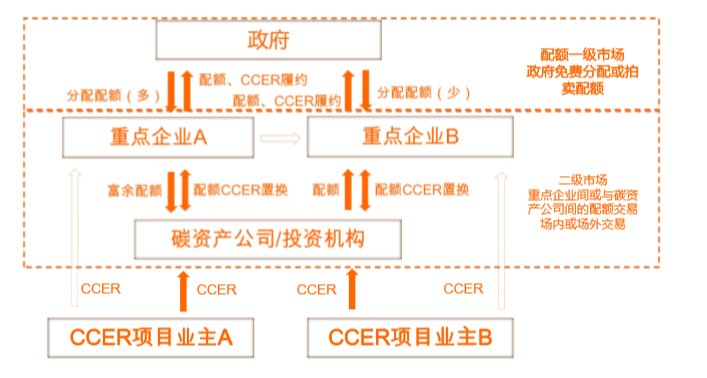 政府
配额一级市场
政府免费分配或拍
卖配额
分配配额（多）
配额、CCER履约
配额、CCER履约
分配配额（少）
重点企业A
重点企业B
富余配额
配额CCER置换
配额
配额CCER置换
二级市场
重点企业间或与碳资
产公司间的配额交易
场内或场外交易
碳资产公司/投资机构
CCER
CCER
CCER
CCER
CCER项目业主A
CCER项目业主B